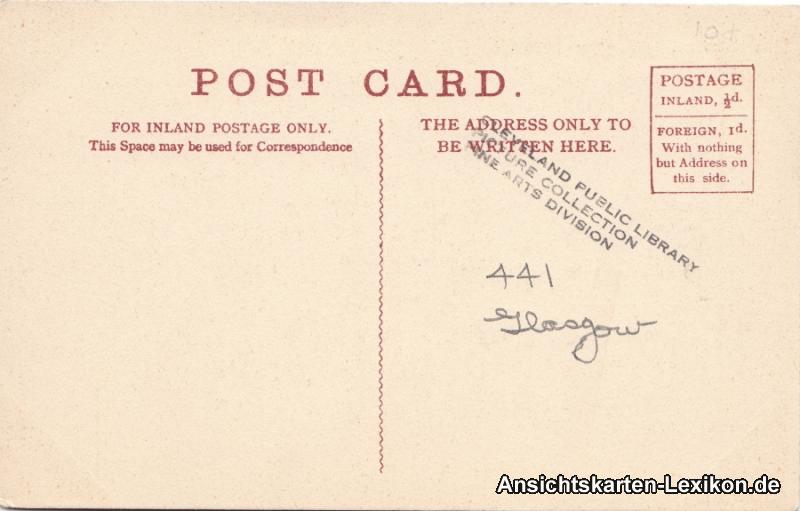 POST CARD.
FOR INLAND POSTAGE ONLY.
This Space may be used for Correspondence
THE ADDRESS ONLY TO
BE WRITTEN HERE.
POSTAGE
INLAND, ½d.
FOREIGN, 1d.
With nothing
but Address on
this side.
CLEVELAND PUBLIC LIBRARY
PICTURE COLLECTION
FINE ARTS DIVISION
441
Glasgow
Ansichtskarten-Lexikon.de